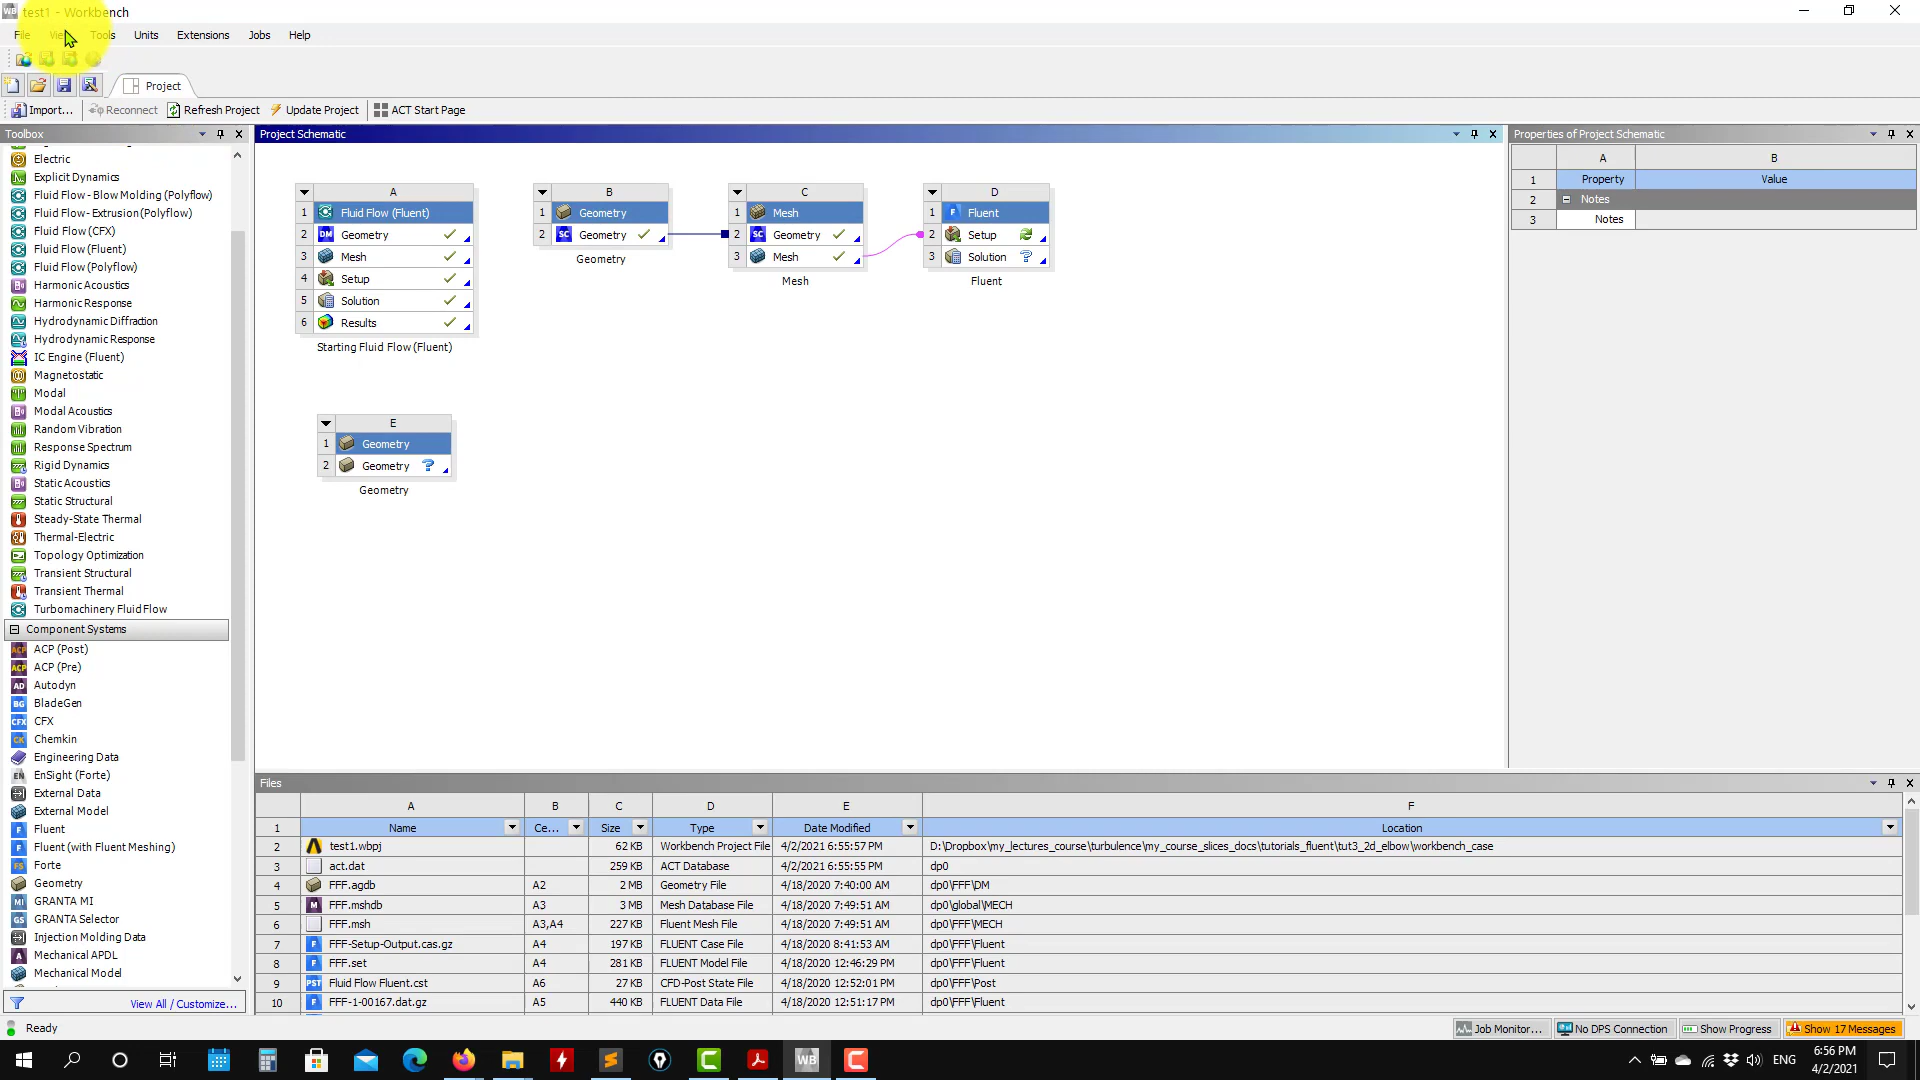 test1 - Workbench
File View Tools Units Extensions Jobs Help
Project
Import... Reconnect Refresh Project Update Project ACT Start Page
Toolbox
Electric
Explicit Dynamics
Fluid Flow - Blow Molding (Polyflow)
Fluid Flow - Extrusion (Polyflow)
Fluid Flow (CFX)
Fluid Flow (Fluent)
Fluid Flow (Polyflow)
Harmonic Acoustics
Harmonic Response
Hydrodynamic Diffraction
Hydrodynamic Response
IC Engine (Fluent)
Magnetostatic
Modal
Modal Acoustics
Random Vibration
Response Spectrum
Rigid Dynamics
Static Acoustics
Static Structural
Steady-State Thermal
Thermal-Electric
Topology Optimization
Transient Structural
Transient Thermal
Turbomachinery Fluid Flow
Component Systems
ACP (Post)
ACP (Pre)
Autodyn
BladeGen
CFX
Chemkin
Engineering Data
EnSight (Forte)
External Data
External Model
Fluent
Fluent (with Fluent Meshing)
Forte
Geometry
GRANTA MI
GRANTA Selector
Injection Molding Data
Mechanical APDL
Mechanical Model
View All / Customize...
Project Schematic
A
1 Fluid Flow (Fluent)
2 DM Geometry
3 Mesh
4 Setup
5 Solution
6 Results
Starting Fluid Flow (Fluent)
B
1 Geometry
2 SC Geometry
Geometry
C
1 Mesh
2 SC Geometry
3 Mesh
Mesh
D
1 Fluent
2 Setup
3 Solution ?
Fluent
E
1 Geometry
2 Geometry ?
Geometry
Properties of Project Schematic
A B
1 Property Value
2 Notes
3 Notes
Files
A B C D E F
1 Name Ce... Size Type Date Modified Location
2 test1.wbpj 62 KB Workbench Project File 4/2/2021 6:55:57 PM D:\Dropbox\my_lectures_course\turbulence\my_course_slices_docs\tutorials_fluent\tut3_2d_elbow\workbench_case
3 act.dat 259 KB ACT Database 4/2/2021 6:55:55 PM dp0
4 FFF.agdb A2 2 MB Geometry File 4/18/2020 7:40:00 AM dp0\FFF\DM
5 FFF.mshdb A3 3 MB Mesh Database File 4/18/2020 7:49:51 AM dp0\global\MECH
6 FFF.msh A3,A4 227 KB Fluent Mesh File 4/18/2020 7:49:51 AM dp0\FFF\MECH
7 FFF-Setup-Output.cas.gz A4 197 KB FLUENT Case File 4/18/2020 8:41:53 AM dp0\FFF\Fluent
8 FFF.set A4 281 KB FLUENT Model File 4/18/2020 12:46:29 PM dp0\FFF\Fluent
9 Fluid Flow Fluent.cst A6 27 KB CFD-Post State File 4/18/2020 12:52:01 PM dp0\FFF\Post
10 FFF-1-00167.dat.gz A5 440 KB FLUENT Data File 4/18/2020 12:51:17 PM dp0\FFF\Fluent
Ready
Job Monitor... No DPS Connection Show Progress Show 17 Messages
ENG
6:56 PM
4/2/2021